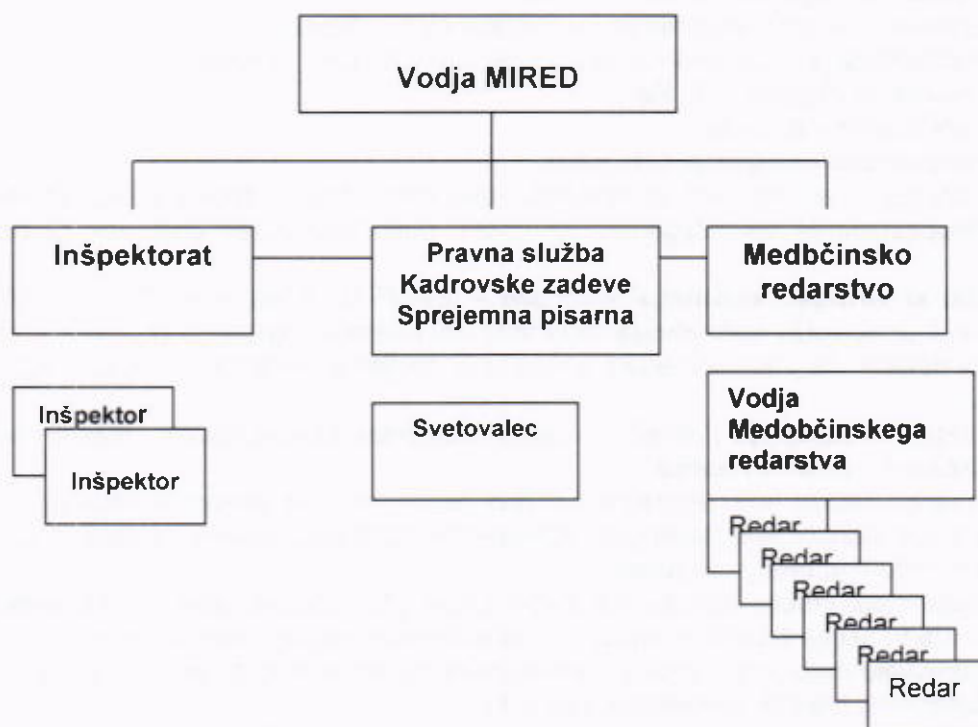 Vodja MIRED
Inšpektorat
Pravna služba
Kadrovske zadeve
Sprejemna pisarna
Medbčinsko
redarstvo
Inšpektor
Inšpektor
Svetovalec
Vodja
Medobčinskega
redarstva
Redar
Redar
Redar
Redar
Redar
Redar